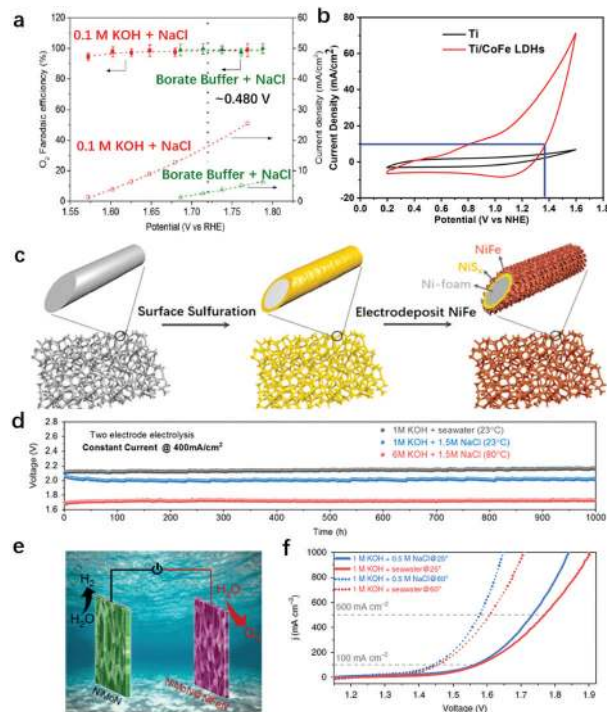 a
0.1 M KOH + NaCl
Borate Buffer + NaCl
~0.480 V
0.1 M KOH + NaCl
Borate Buffer + NaCl
O2 Faradaic efficiency (%)
120
100
80
60
40
20
0
60
50
40
30
20
10
0
Current density (mA/cm2)
1.55
1.60
1.65
1.70
1.75
1.80
Potential (V vs RHE)
b
Ti
Ti/CoFe LDHs
Current Density (mA/cm2)
80
60
40
20
0
-20
0.0
0.2
0.4
0.6
0.8
1.0
1.2
1.4
1.6
1.8
Potential (V vs NHE)
c
Surface Sulfuration
Electrodeposit NiFe
NiFe
NiSx
Ni-foam
d
Two electrode electrolysis
Constant Current @ 400mA/cm2
1M KOH + seawater (23°C)
1M KOH + 1.5M NaCl (23°C)
6M KOH + 1.5M NaCl (80°C)
Voltage (V)
2.8
2.6
2.4
2.2
2.0
1.8
1.6
0
100
200
300
400
500
600
700
800
900
1000
Time (h)
e
H2
H2O
H2O
O2
NiMoN
f
1 M KOH + 0.5 M NaCl@25°
1 M KOH + seawater@25°
1 M KOH + 0.5 M NaCl@60°
1 M KOH + seawater@60°
500 mA cm-2
100 mA cm-2
j (mA cm-2)
1000
800
600
400
200
0
1.2
1.3
1.4
1.5
1.6
1.7
1.8
1.9
Voltage (V)